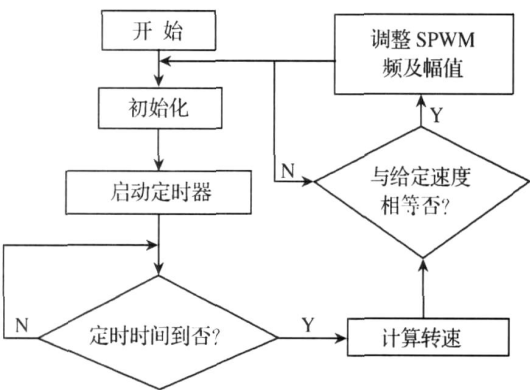 开 始
初始化
启动定时器
定时时间到否?
N
Y
计算转速
与给定速度
相等否?
N
Y
调整 SPWM
频及幅值